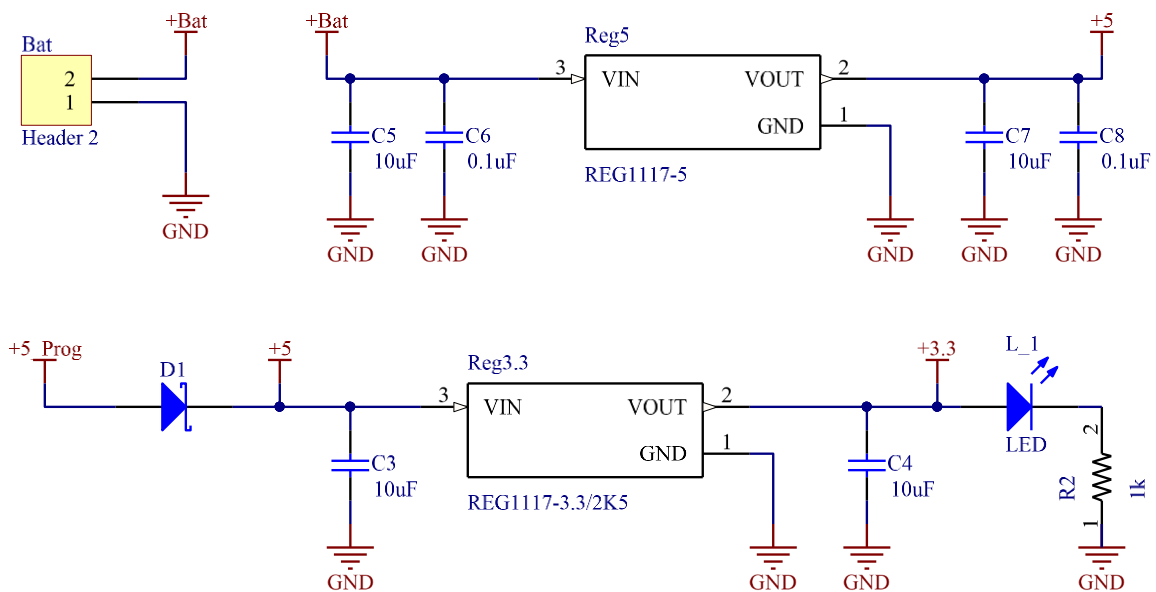 +Bat
Bat
2
1
Header 2
GND
+Bat
Reg5
+5
3
VIN
VOUT
2
GND
1
C5
10uF
C6
0.1uF
REG1117-5
C7
10uF
C8
0.1uF
GND
GND
GND
GND
GND
+5_Prog
D1
+5
Reg3.3
+3.3
L_1
3
VIN
VOUT
2
GND
1
LED
C3
10uF
REG1117-3.3/2K5
C4
10uF
2
R2
1k
1
GND
GND
GND
GND